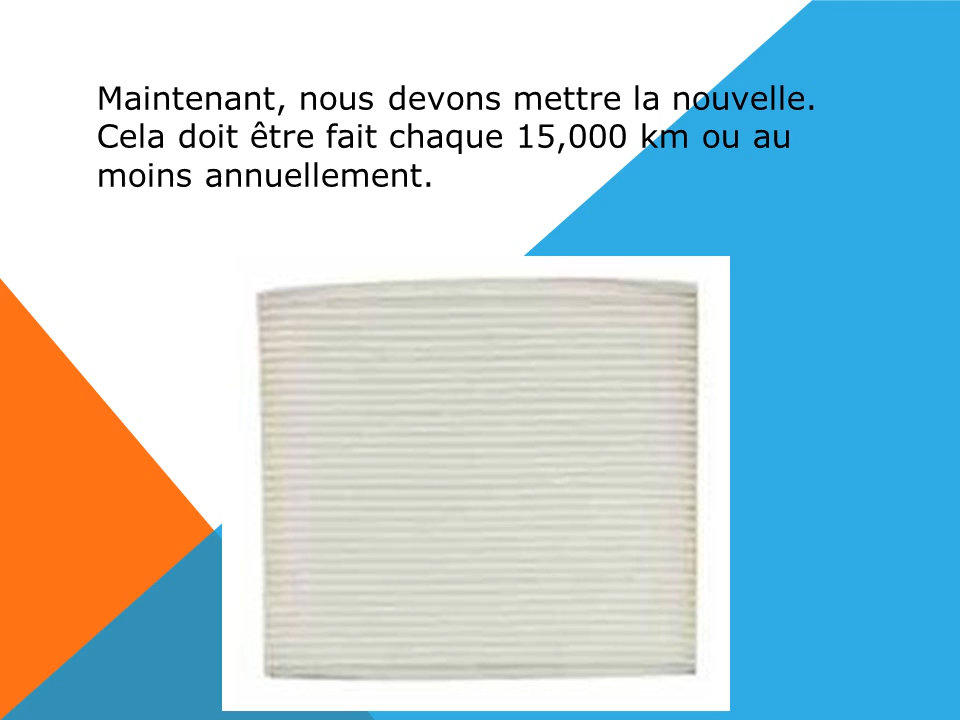 Maintenant, nous devons mettre la nouvelle.
Cela doit être fait chaque 15,000 km ou au
moins annuellement.